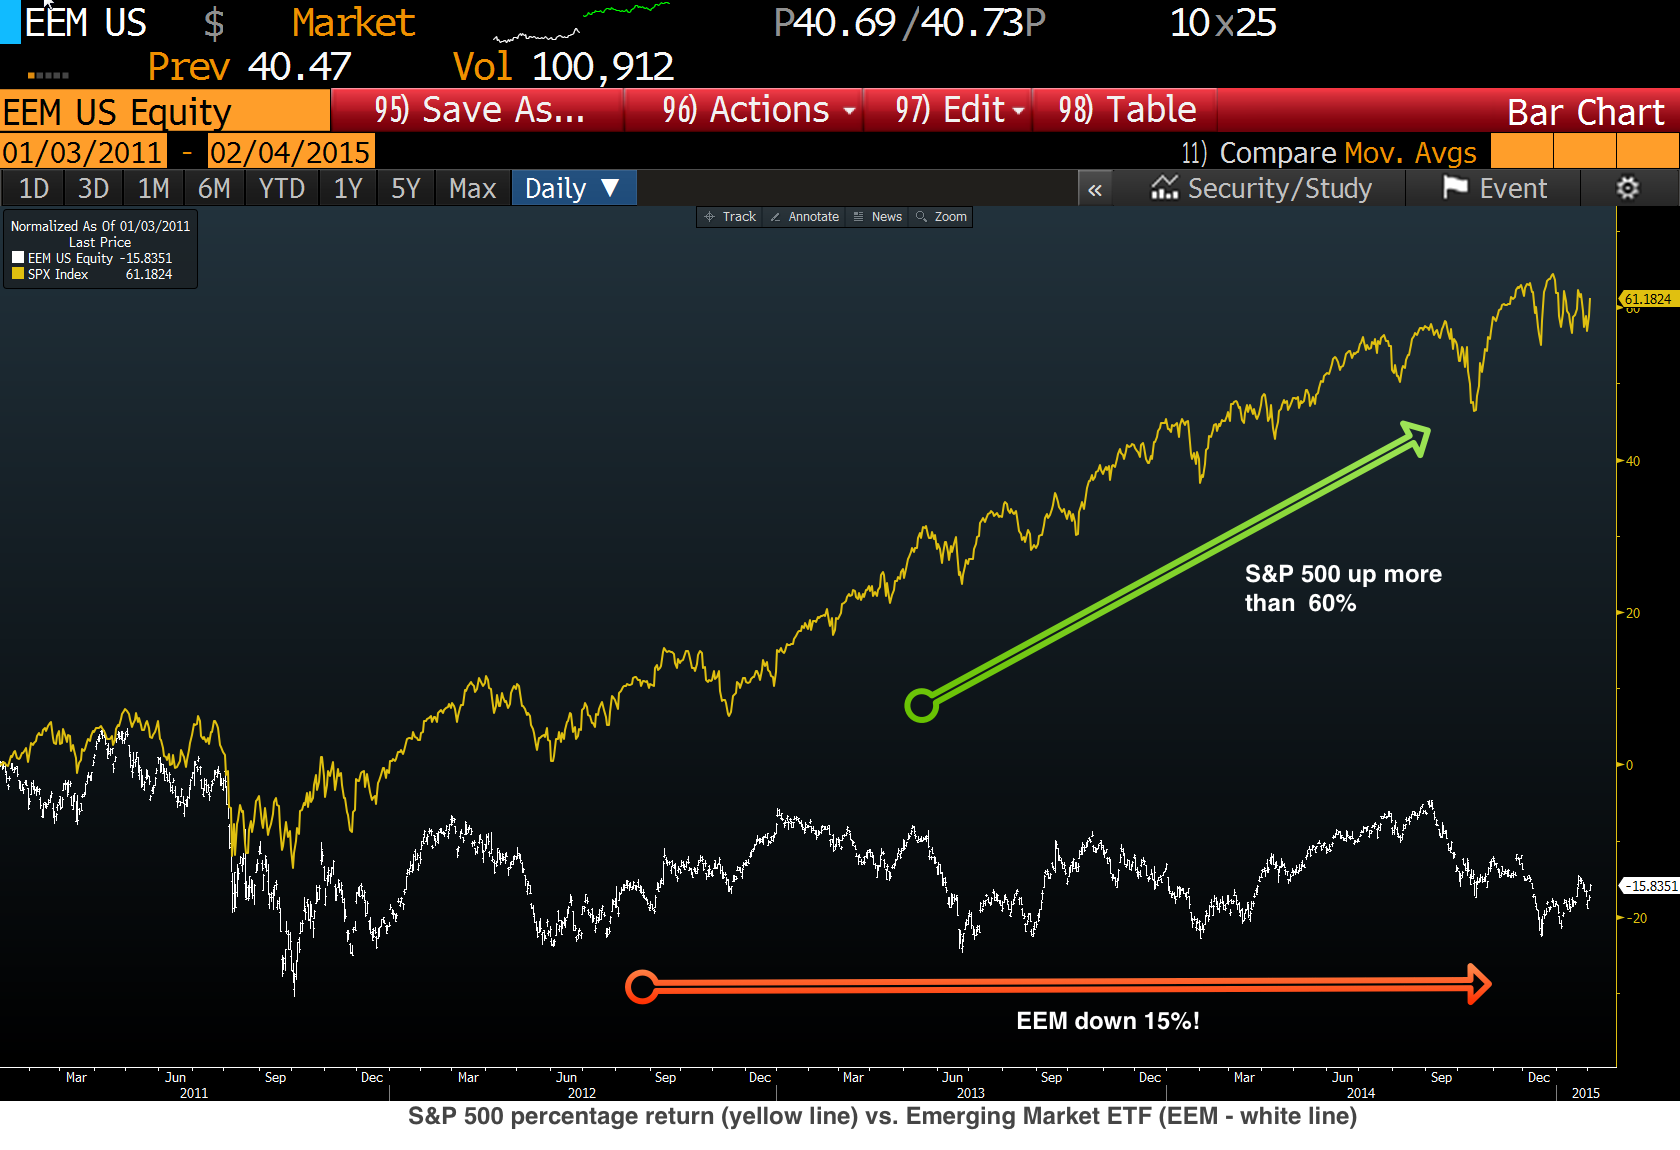 EEM US $ Market P40.69/40.73P 10x25
Prev 40.47 Vol 100,912
EEM US Equity 95) Save As... 96) Actions 97) Edit 98) Table Bar Chart
01/03/2011 - 02/04/2015 11) Compare Mov. Avgs
1D 3D 1M 6M YTD 1Y 5Y Max Daily ▼ « Security/Study Event
Track Annotate News Zoom
Normalized As Of 01/03/2011
Last Price
EEM US Equity -15.8351
SPX Index 61.1824
61.1824
60
40
S&P 500 up more
than 60%
20
0
-15.8351
-20
EEM down 15%!
Mar Jun Sep Dec Mar Jun Sep Dec Mar Jun Sep Dec Mar Jun Sep Dec
2011 2012 2013 2014 2015
S&P 500 percentage return (yellow line) vs. Emerging Market ETF (EEM - white line)